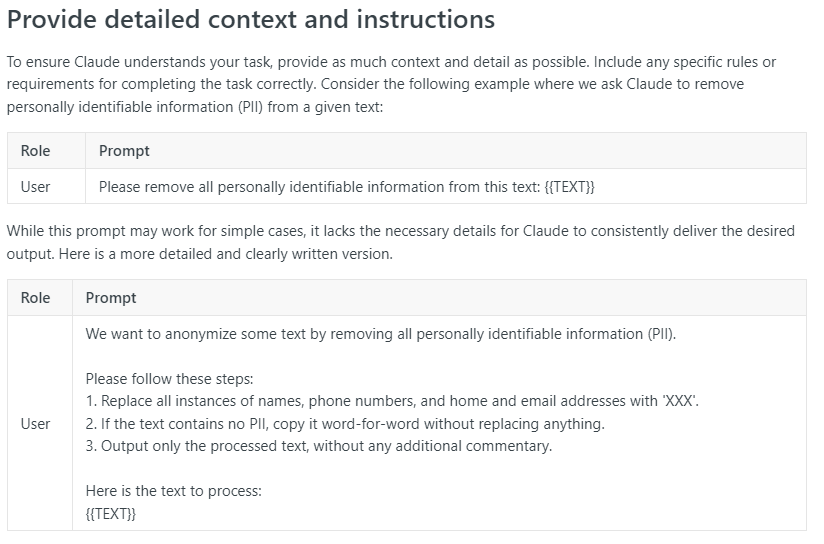 Provide detailed context and instructions
To ensure Claude understands your task, provide as much context and detail as possible. Include any specific rules or
requirements for completing the task correctly. Consider the following example where we ask Claude to remove
personally identifiable information (PII) from a given text:
Role Prompt
User Please remove all personally identifiable information from this text: {{TEXT}}
While this prompt may work for simple cases, it lacks the necessary details for Claude to consistently deliver the desired
output. Here is a more detailed and clearly written version.
Role Prompt
We want to anonymize some text by removing all personally identifiable information (PII).
Please follow these steps:
1. Replace all instances of names, phone numbers, and home and email addresses with 'XXX'.
User 2. If the text contains no PII, copy it word-for-word without replacing anything.
3. Output only the processed text, without any additional commentary.
Here is the text to process:
{{TEXT}}